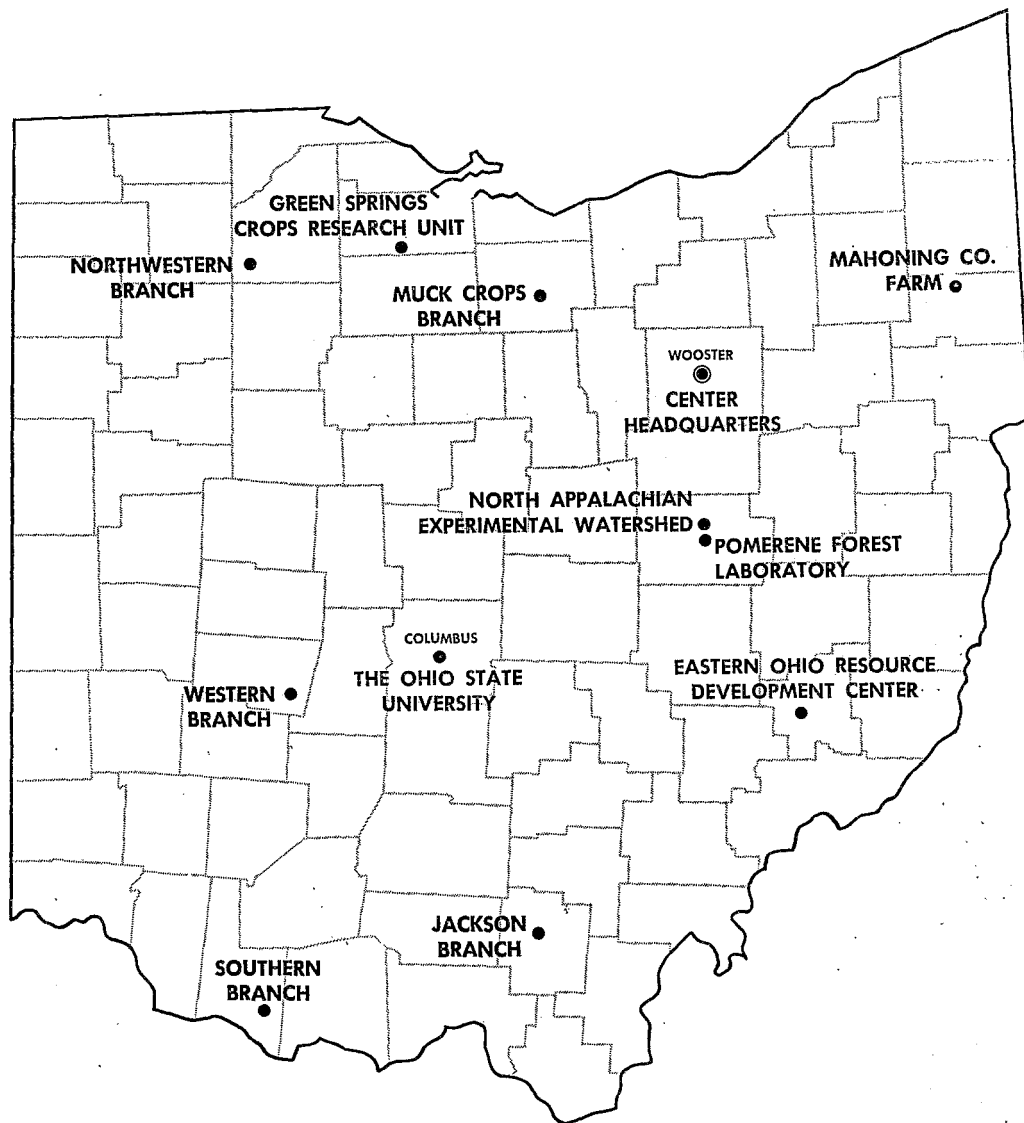 GREEN SPRINGS
CROPS RESEARCH UNIT
NORTHWESTERN
BRANCH
MAHONING CO.
FARM
MUCK CROPS
BRANCH
WOOSTER
CENTER
HEADQUARTERS
NORTH APPALACHIAN
EXPERIMENTAL WATERSHED
POMERENE FOREST
LABORATORY
COLUMBUS
THE OHIO STATE
UNIVERSITY
EASTERN OHIO RESOURCE
DEVELOPMENT CENTER
WESTERN
BRANCH
JACKSON
BRANCH
SOUTHERN
BRANCH